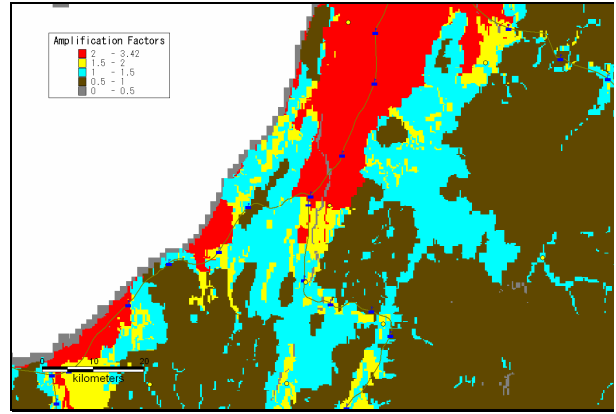 Amplification Factors
2 - 3.42
1.5 - 2
1 - 1.5
0.5 - 1
0 - 0.5
0 10 20
kilometers